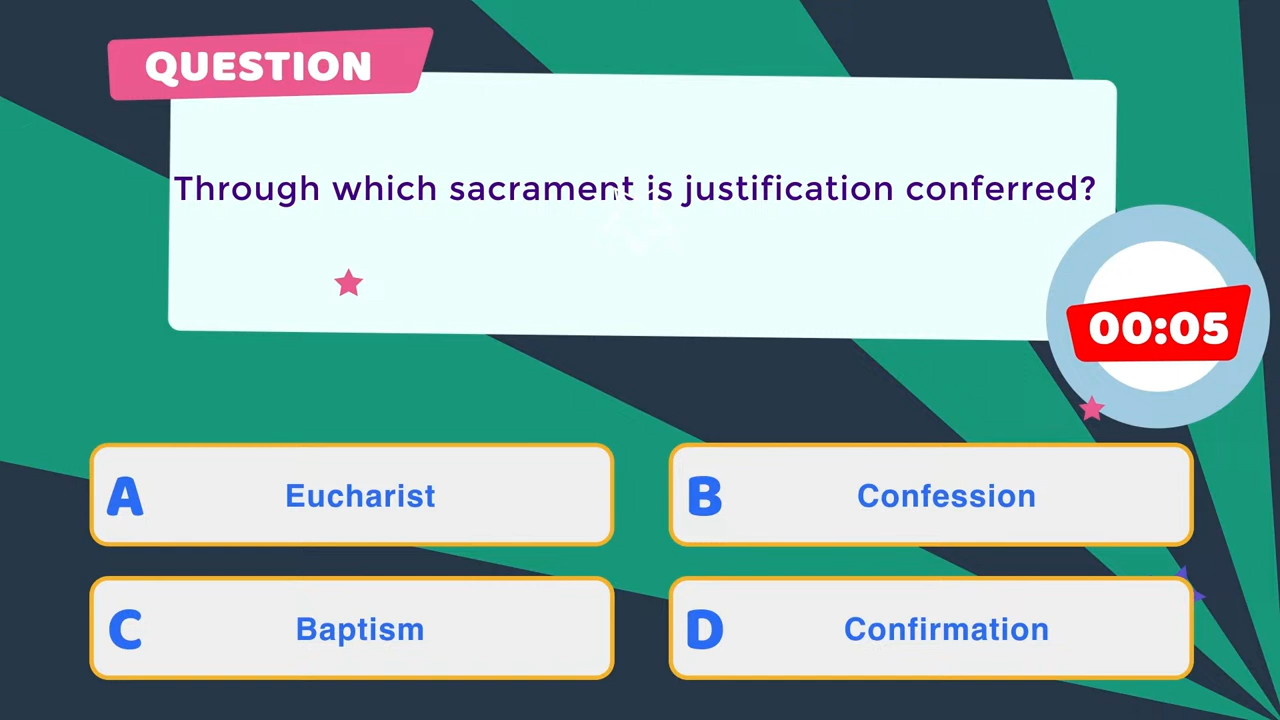 QUESTION
Through which sacrament is justification conferred?
00:05
A Eucharist
B Confession
C Baptism
D Confirmation